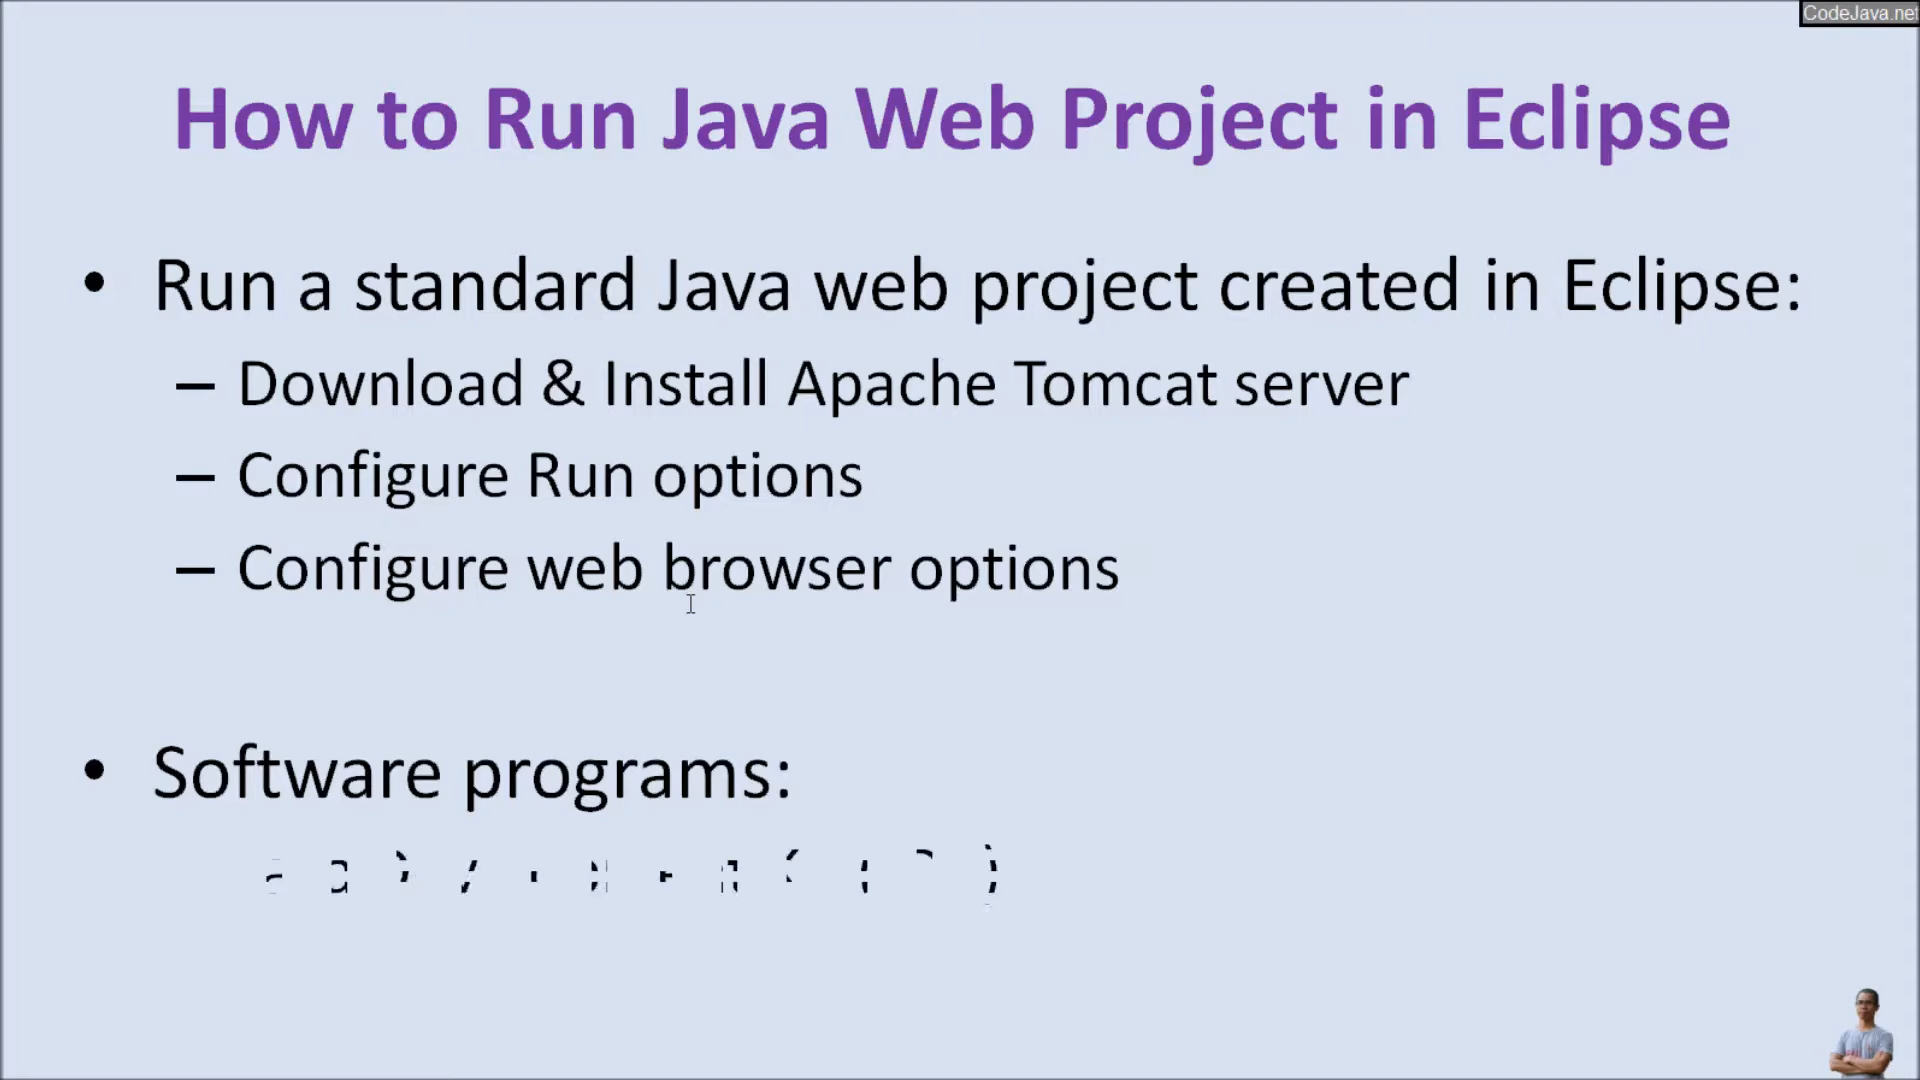 CodeJava.net
How to Run Java Web Project in Eclipse
• Run a standard Java web project created in Eclipse:
– Download & Install Apache Tomcat server
– Configure Run options
– Configure web browser options
• Software programs: